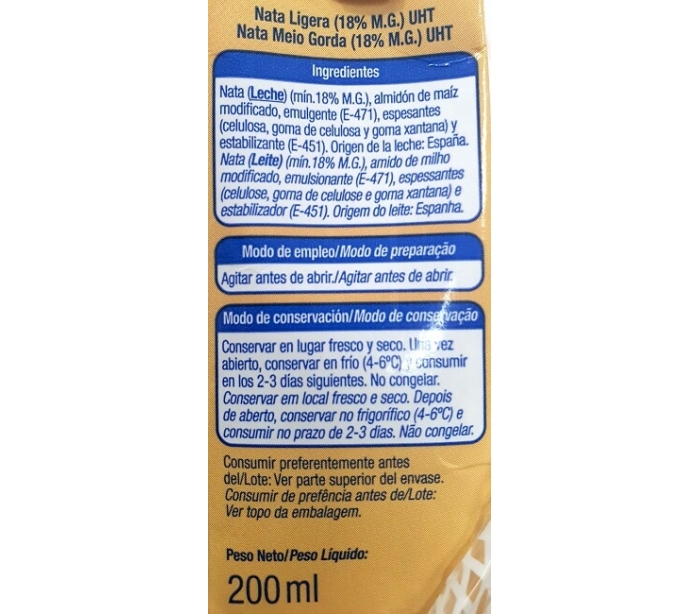 Nata Ligera (18% M.G.) UHT
Nata Meio Gorda (18% M.G.) UHT
Ingredientes
Nata (Leche) (mín.18% M.G.), almidón de maíz
modificado, emulgente (E-471), espesantes
(celulosa, goma de celulosa y goma xantana) y
estabilizante (E-451). Origen de la leche: España.
Nata (Leite) (mín.18% M.G.), amido de milho
modificado, emulsionante (E-471), espessantes
(celulose, goma de celulose e goma xantana) e
estabilizador (E-451). Origem do leite: Espanha.
Modo de empleo/Modo de preparação
Agitar antes de abrir./Agitar antes de abrir.
Modo de conservación/Modo de conservação
Conservar en lugar fresco y seco. Una vez
abierto, conservar en frío (4-6ºC) y consumir
en los 2-3 días siguientes. No congelar.
Conservar em local fresco e seco. Depois
de aberto, conservar no frigorífico (4-6ºC) e
consumir no prazo de 2-3 dias. Não congelar.
Consumir preferentemente antes
del/Lote: Ver parte superior del envase.
Consumir de prefência antes de/Lote:
Ver topo da embalagem.
Peso Neto/Peso Líquido:
200 ml